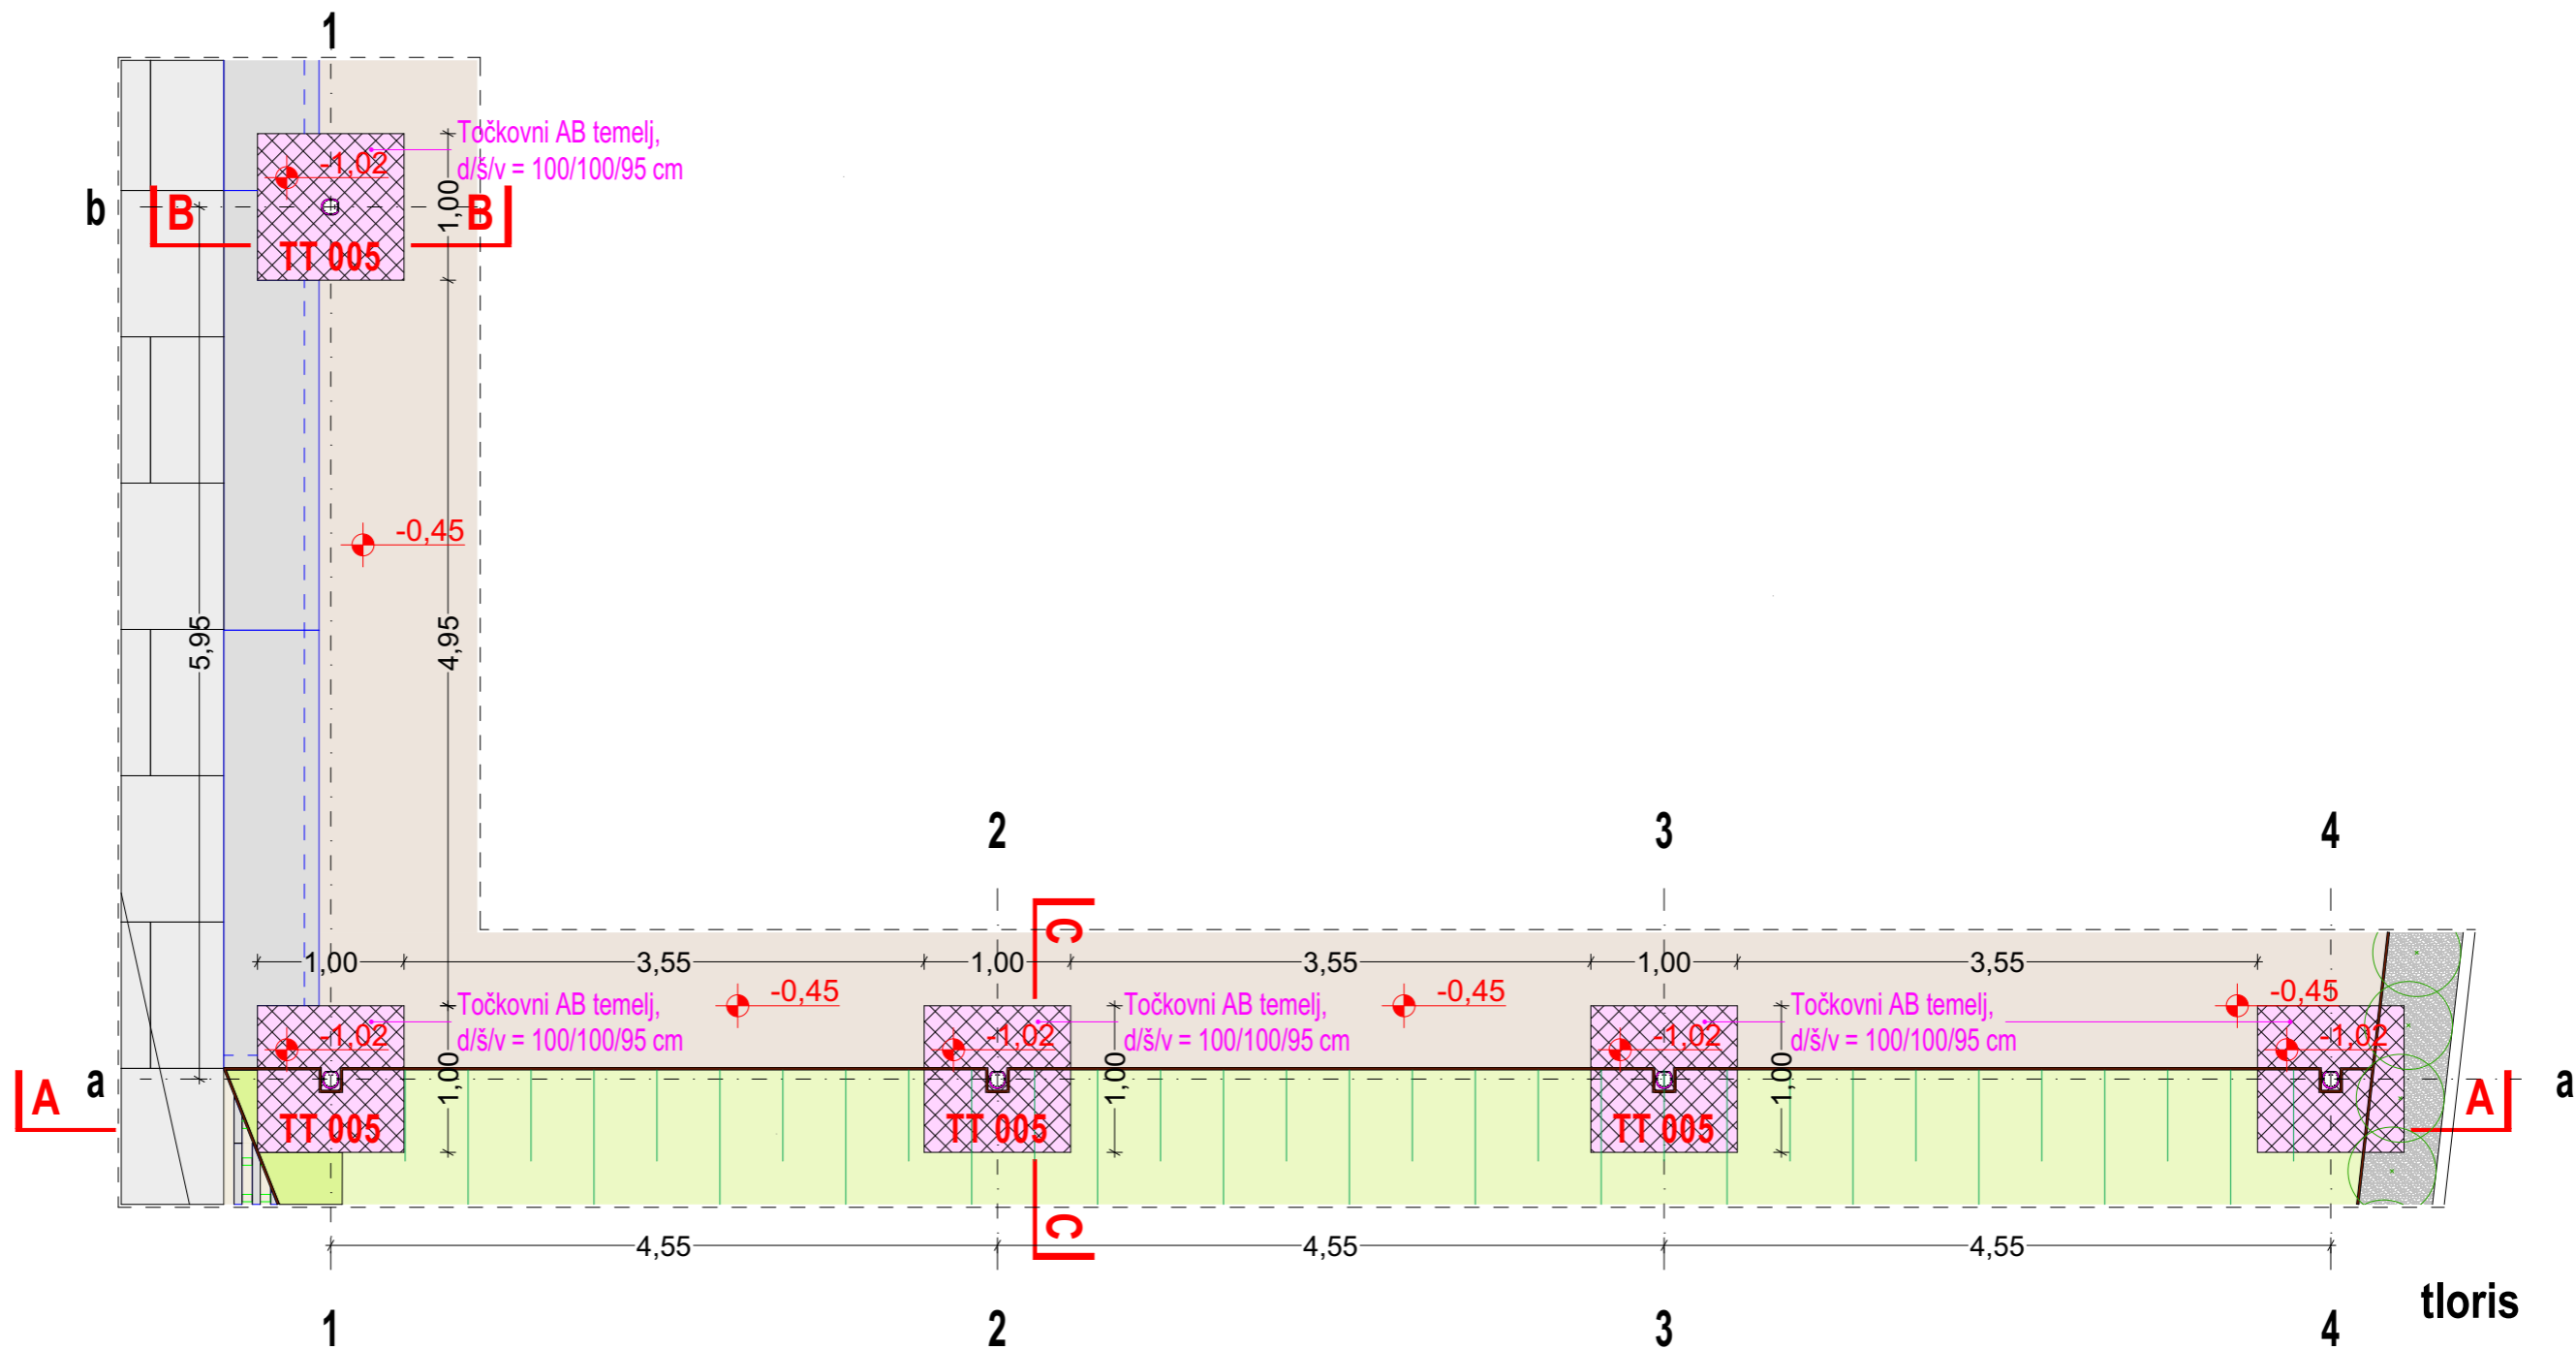 1
Točkovni AB temelj,
d/š/v = 100/100/95 cm
-1,02
1,00
b
B
B
TT 005
-0,45
5,95
4,95
2
3
4
C
1,00
3,55
1,00
3,55
1,00
3,55
-0,45
-0,45
-0,45
Točkovni AB temelj,
d/š/v = 100/100/95 cm
Točkovni AB temelj,
d/š/v = 100/100/95 cm
Točkovni AB temelj,
d/š/v = 100/100/95 cm
-1,02
-1,02
-1,02
-1,02
1,00
1,00
1,00
A
a
A
a
TT 005
TT 005
TT 005
C
4,55
4,55
4,55
tloris
1
2
3
4